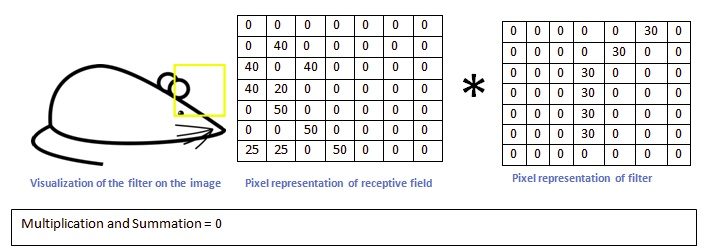 0 0 0 0 0 0 0
0 40 0 0 0 0 0
40 0 40 0 0 0 0
40 20 0 0 0 0 0
0 50 0 0 0 0 0
0 0 50 0 0 0 0
25 25 0 50 0 0 0
*
0 0 0 0 0 30 0
0 0 0 0 30 0 0
0 0 0 30 0 0 0
0 0 0 30 0 0 0
0 0 0 30 0 0 0
0 0 0 30 0 0 0
0 0 0 0 0 0 0
Visualization of the filter on the image
Pixel representation of receptive field
Pixel representation of filter
Multiplication and Summation = 0